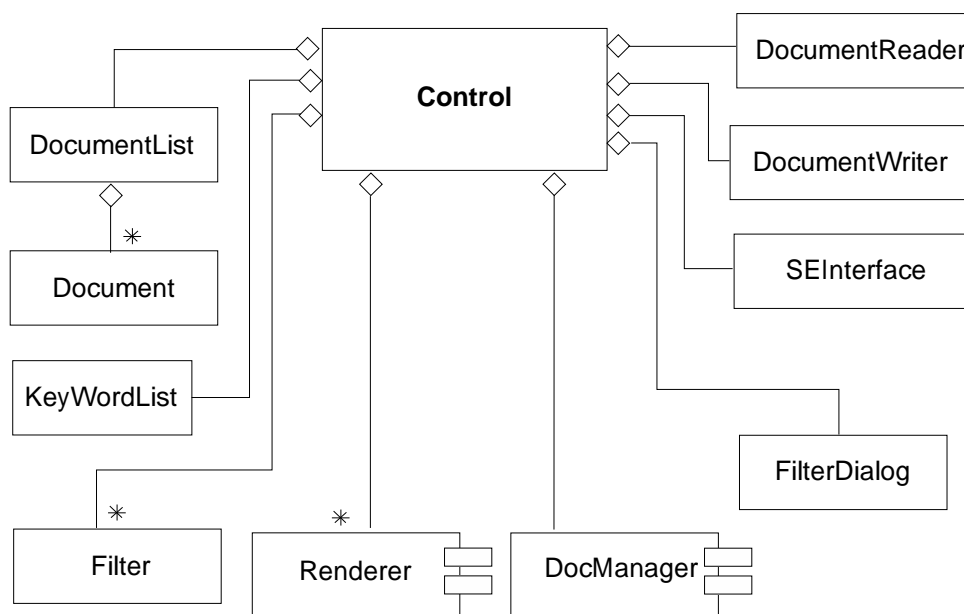 Control
DocumentReader
DocumentList
DocumentWriter
*
Document
SEInterface
KeyWordList
FilterDialog
*
*
Filter
Renderer
DocManager